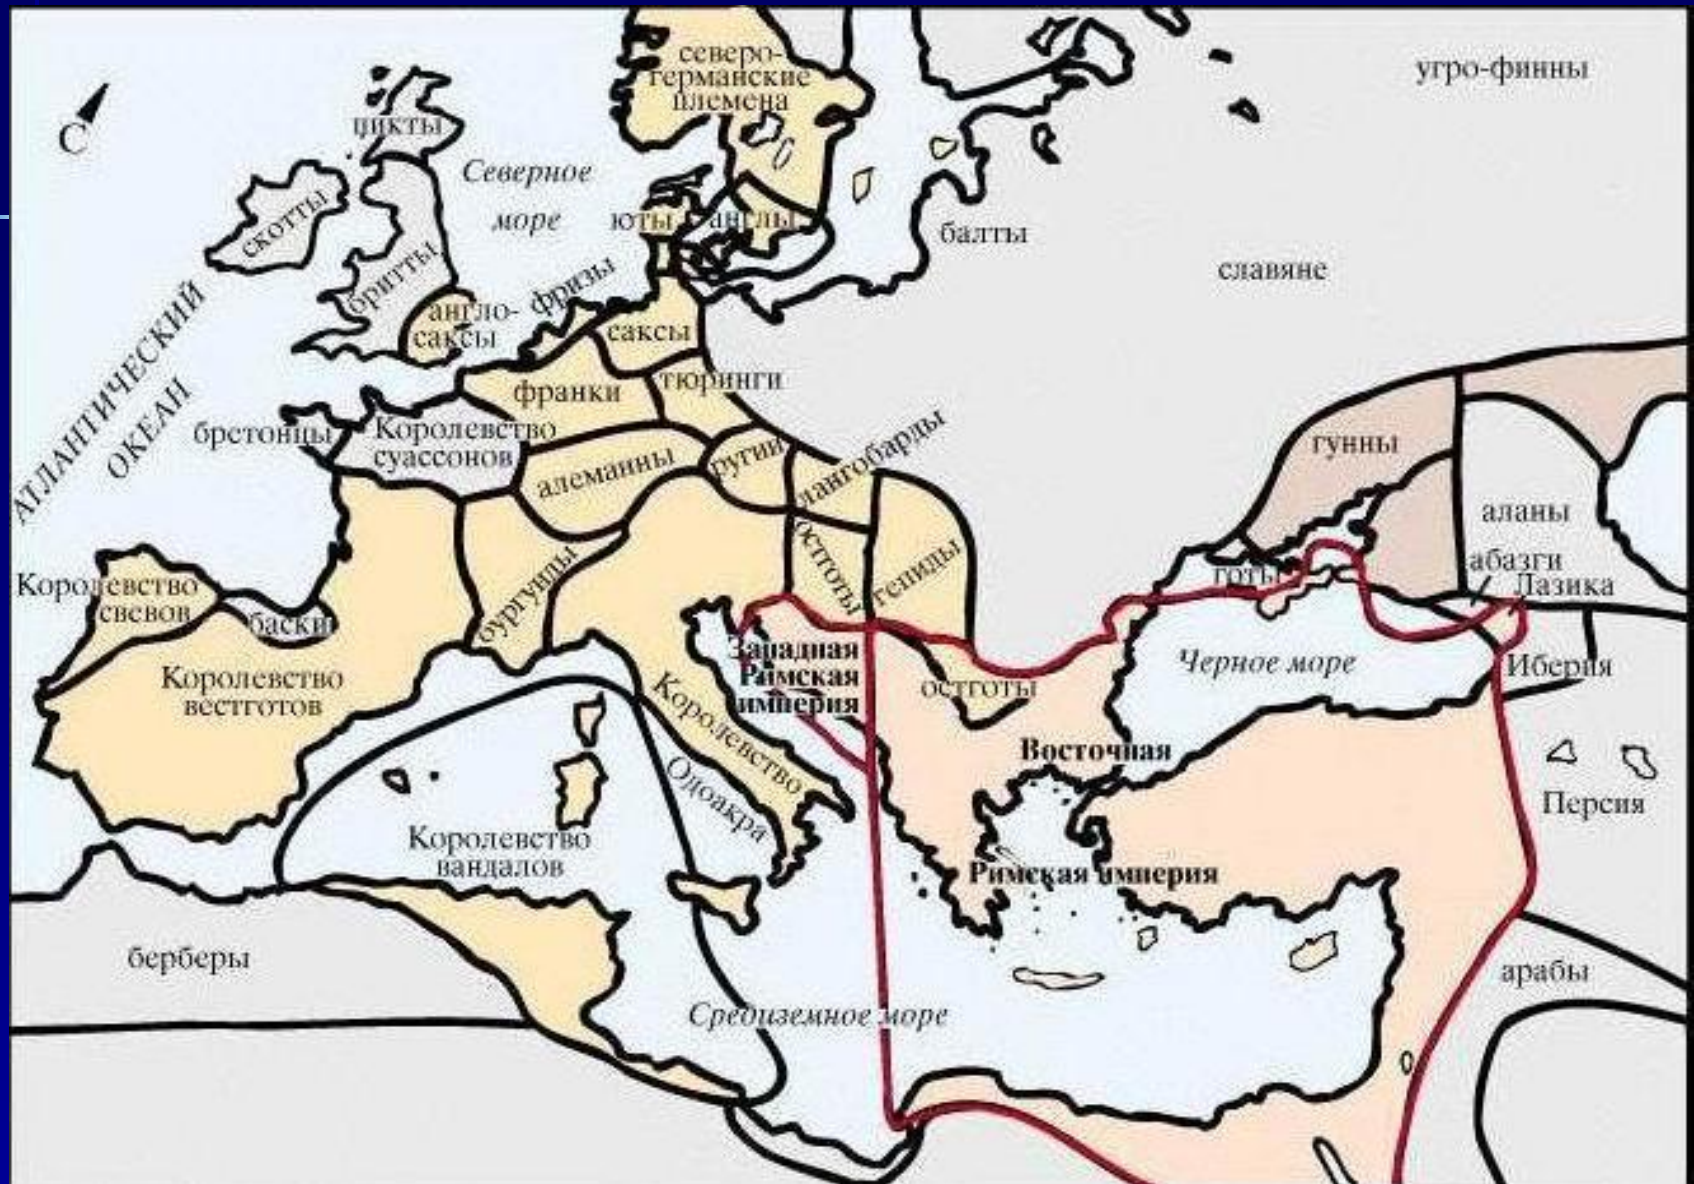 северо-
германские
племена
угро-финны
С
пикты
Северное
море
скотты
юты
англы
балты
бритты
славяне
фризы
англо-
саксы
саксы
АТЛАНТИЧЕСКИЙ
ОКЕАН
тюринги
франки
бретонцы
Королевство
суассонов
алеманны
ругии
лангобарды
гунны
аланы
абазги
Лазика
готы
остготы
гепиды
бургунды
Королевство
свевов
баски
Королевство
вестготов
Западная
Римская
империя
остготы
Черное море
Иберия
Королевство
Одоакра
Восточная
Римская империя
Персия
Королевство
вандалов
берберы
арабы
Средиземное море